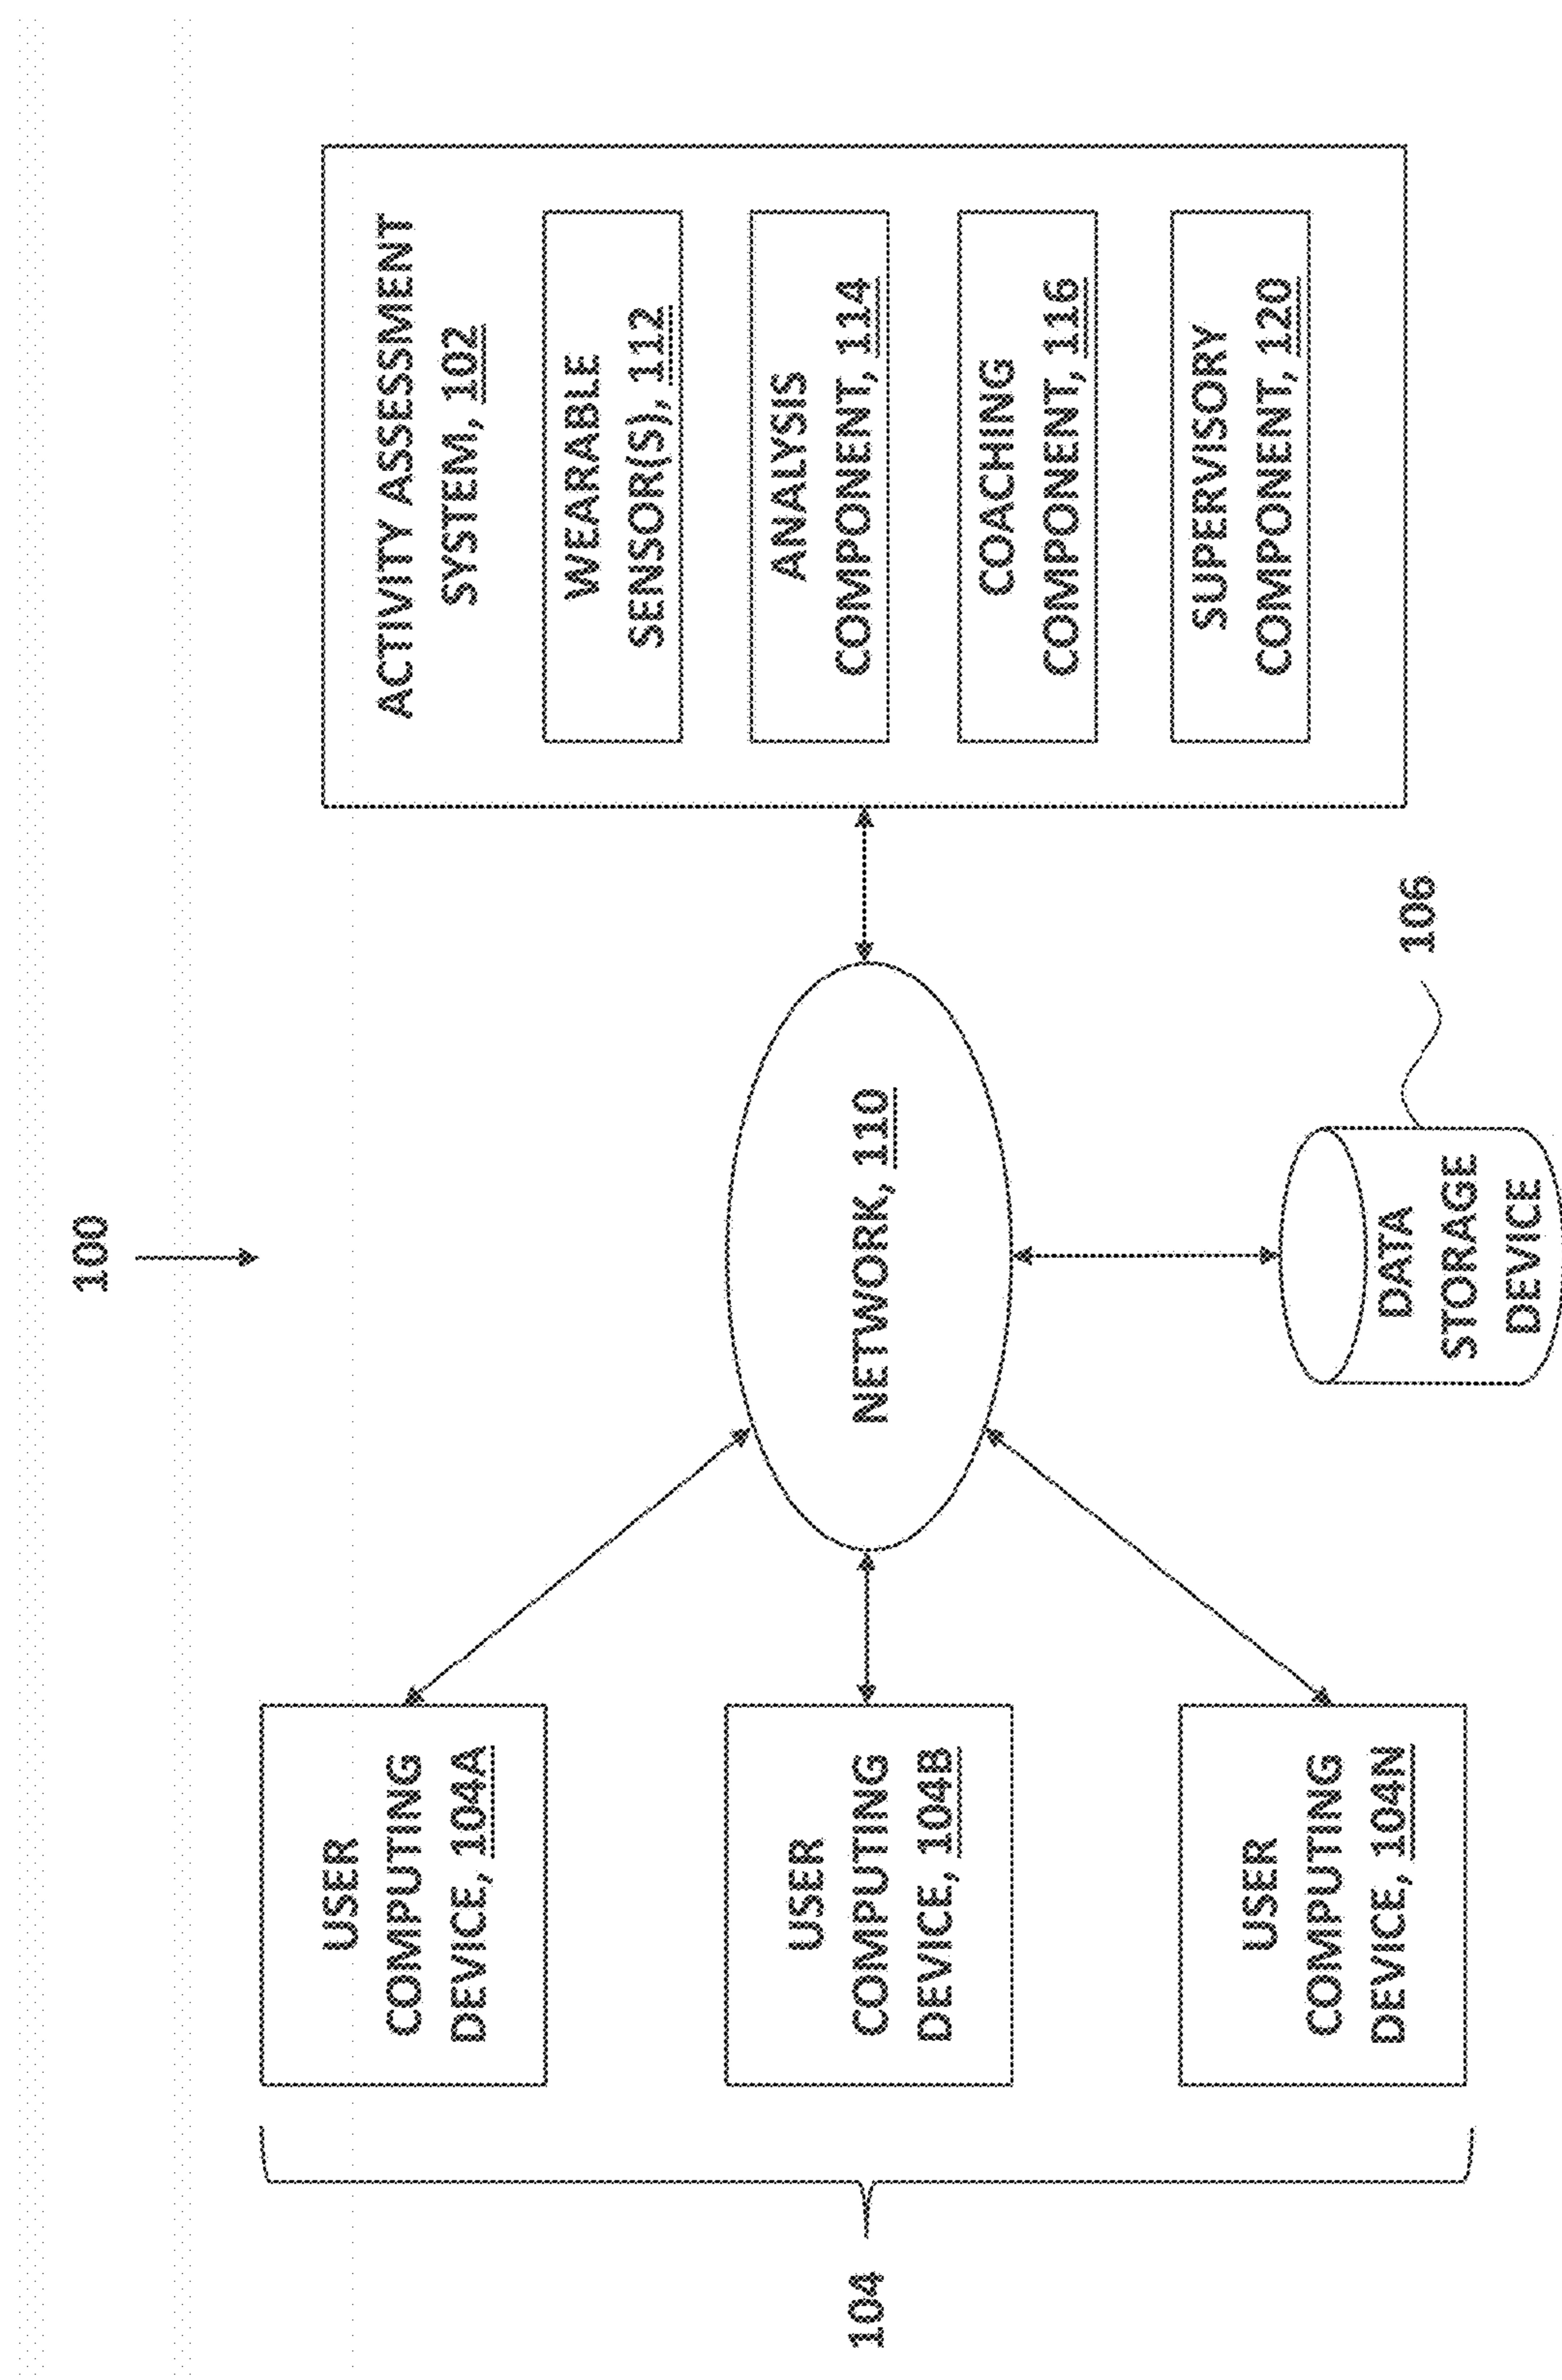 100
USER
COMPUTING
DEVICE, 104A
USER
COMPUTING
DEVICE, 104B
USER
COMPUTING
DEVICE, 104N
104
NETWORK, 110
DATA
STORAGE
DEVICE
106
ACTIVITY ASSESSMENT
SYSTEM, 102
WEARABLE
SENSOR(S), 112
ANALYSIS
COMPONENT, 114
COACHING
COMPONENT, 116
SUPERVISORY
COMPONENT, 120